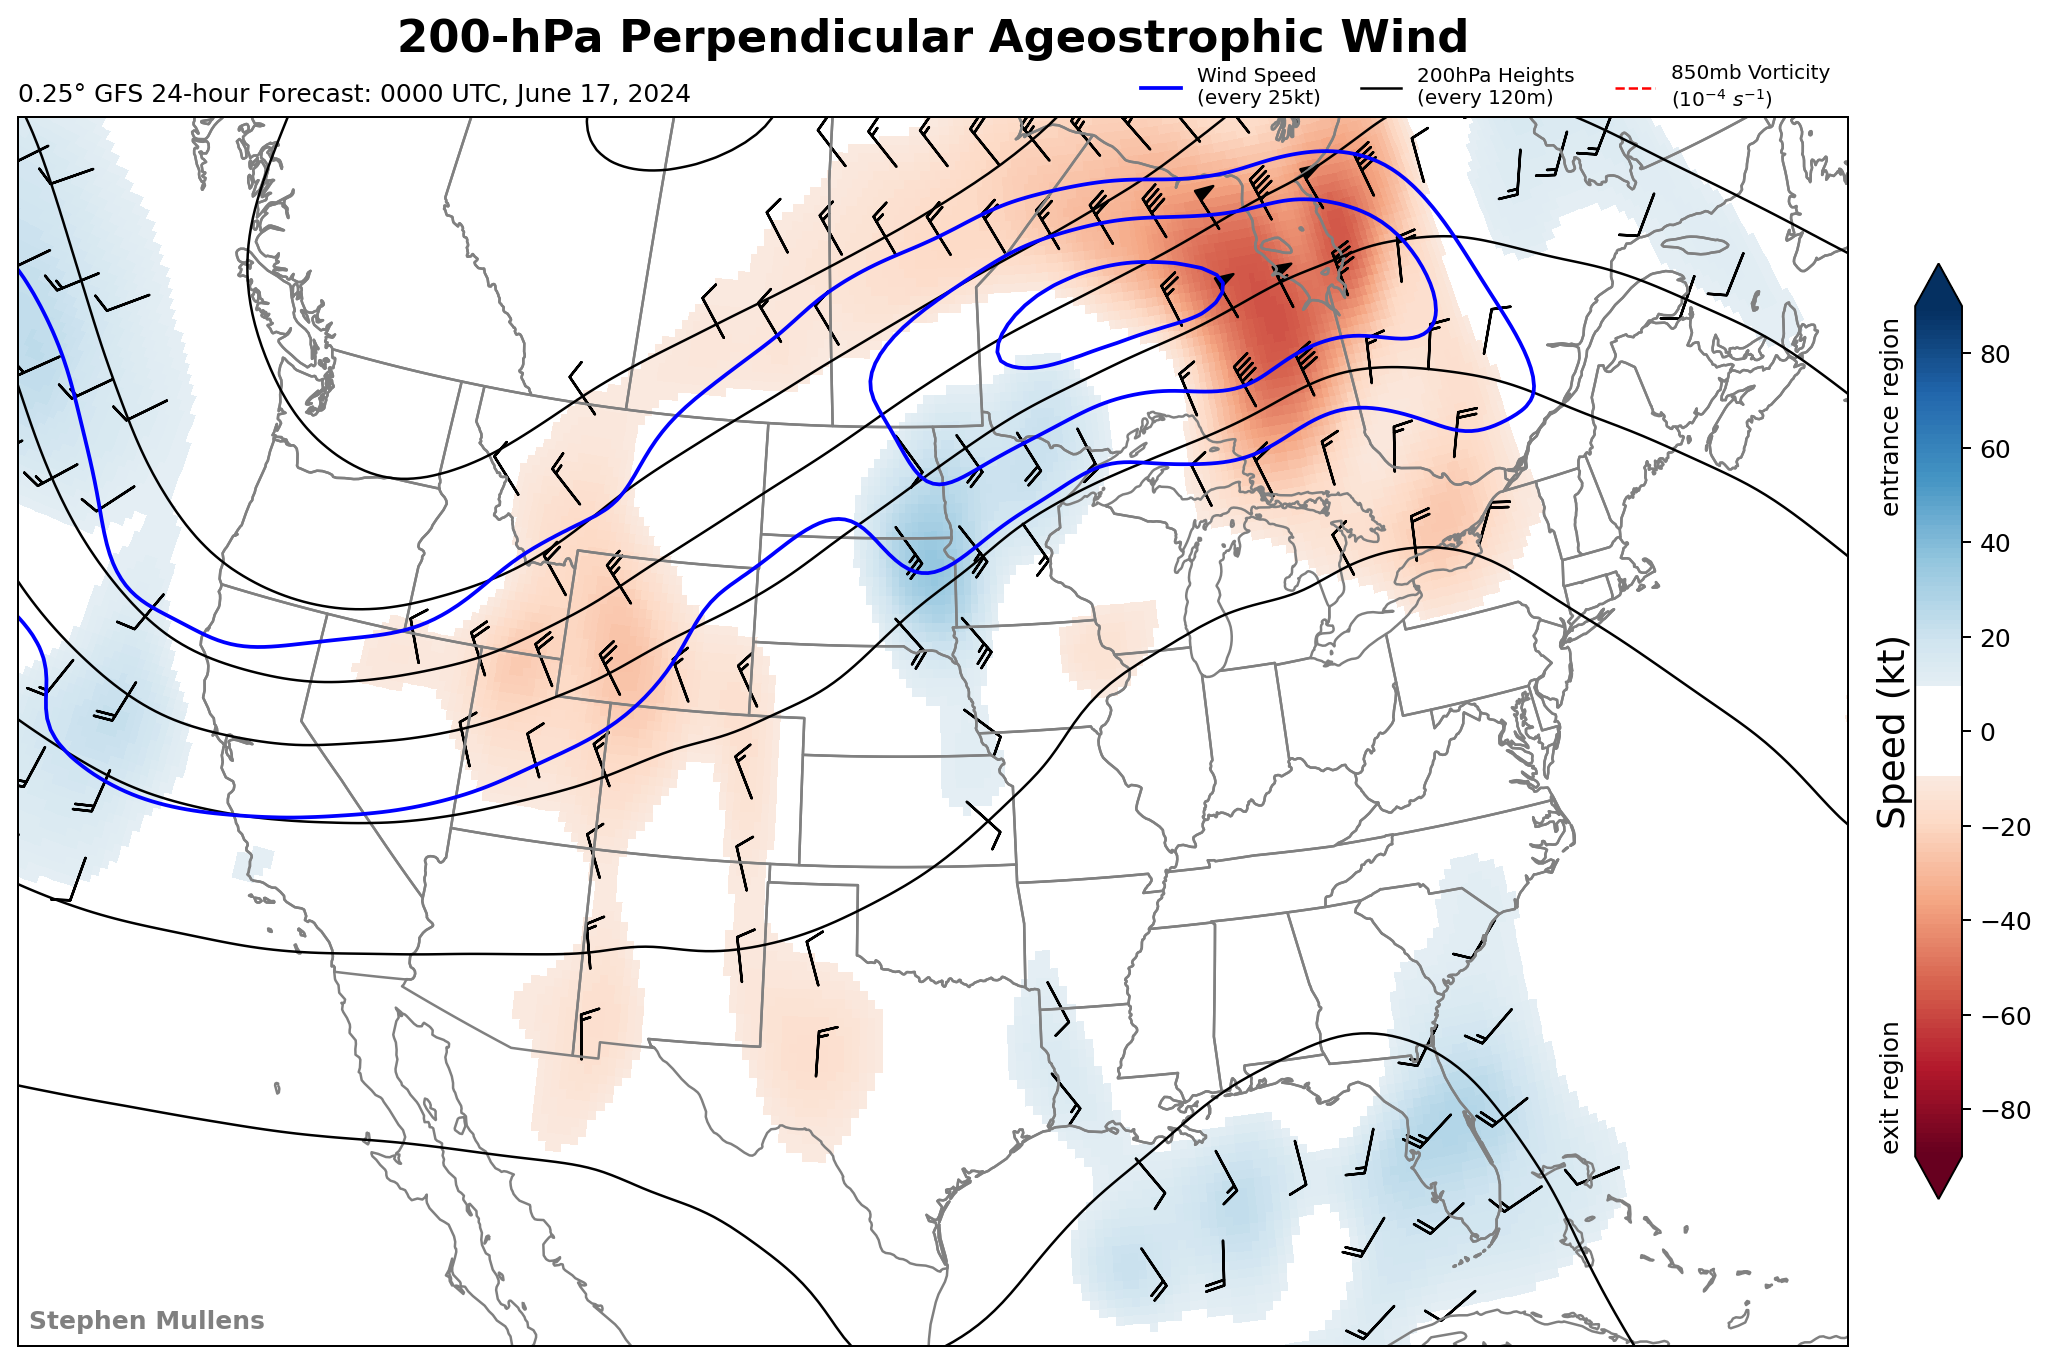 200-hPa Perpendicular Ageostrophic Wind
0.25° GFS 24-hour Forecast: 0000 UTC, June 17, 2024
Wind Speed
(every 25kt)
200hPa Heights
(every 120m)
850mb Vorticity
(10⁻⁴ s⁻¹)
entrance region
Speed (kt)
exit region
80
60
40
20
0
−20
−40
−60
−80
Stephen Mullens